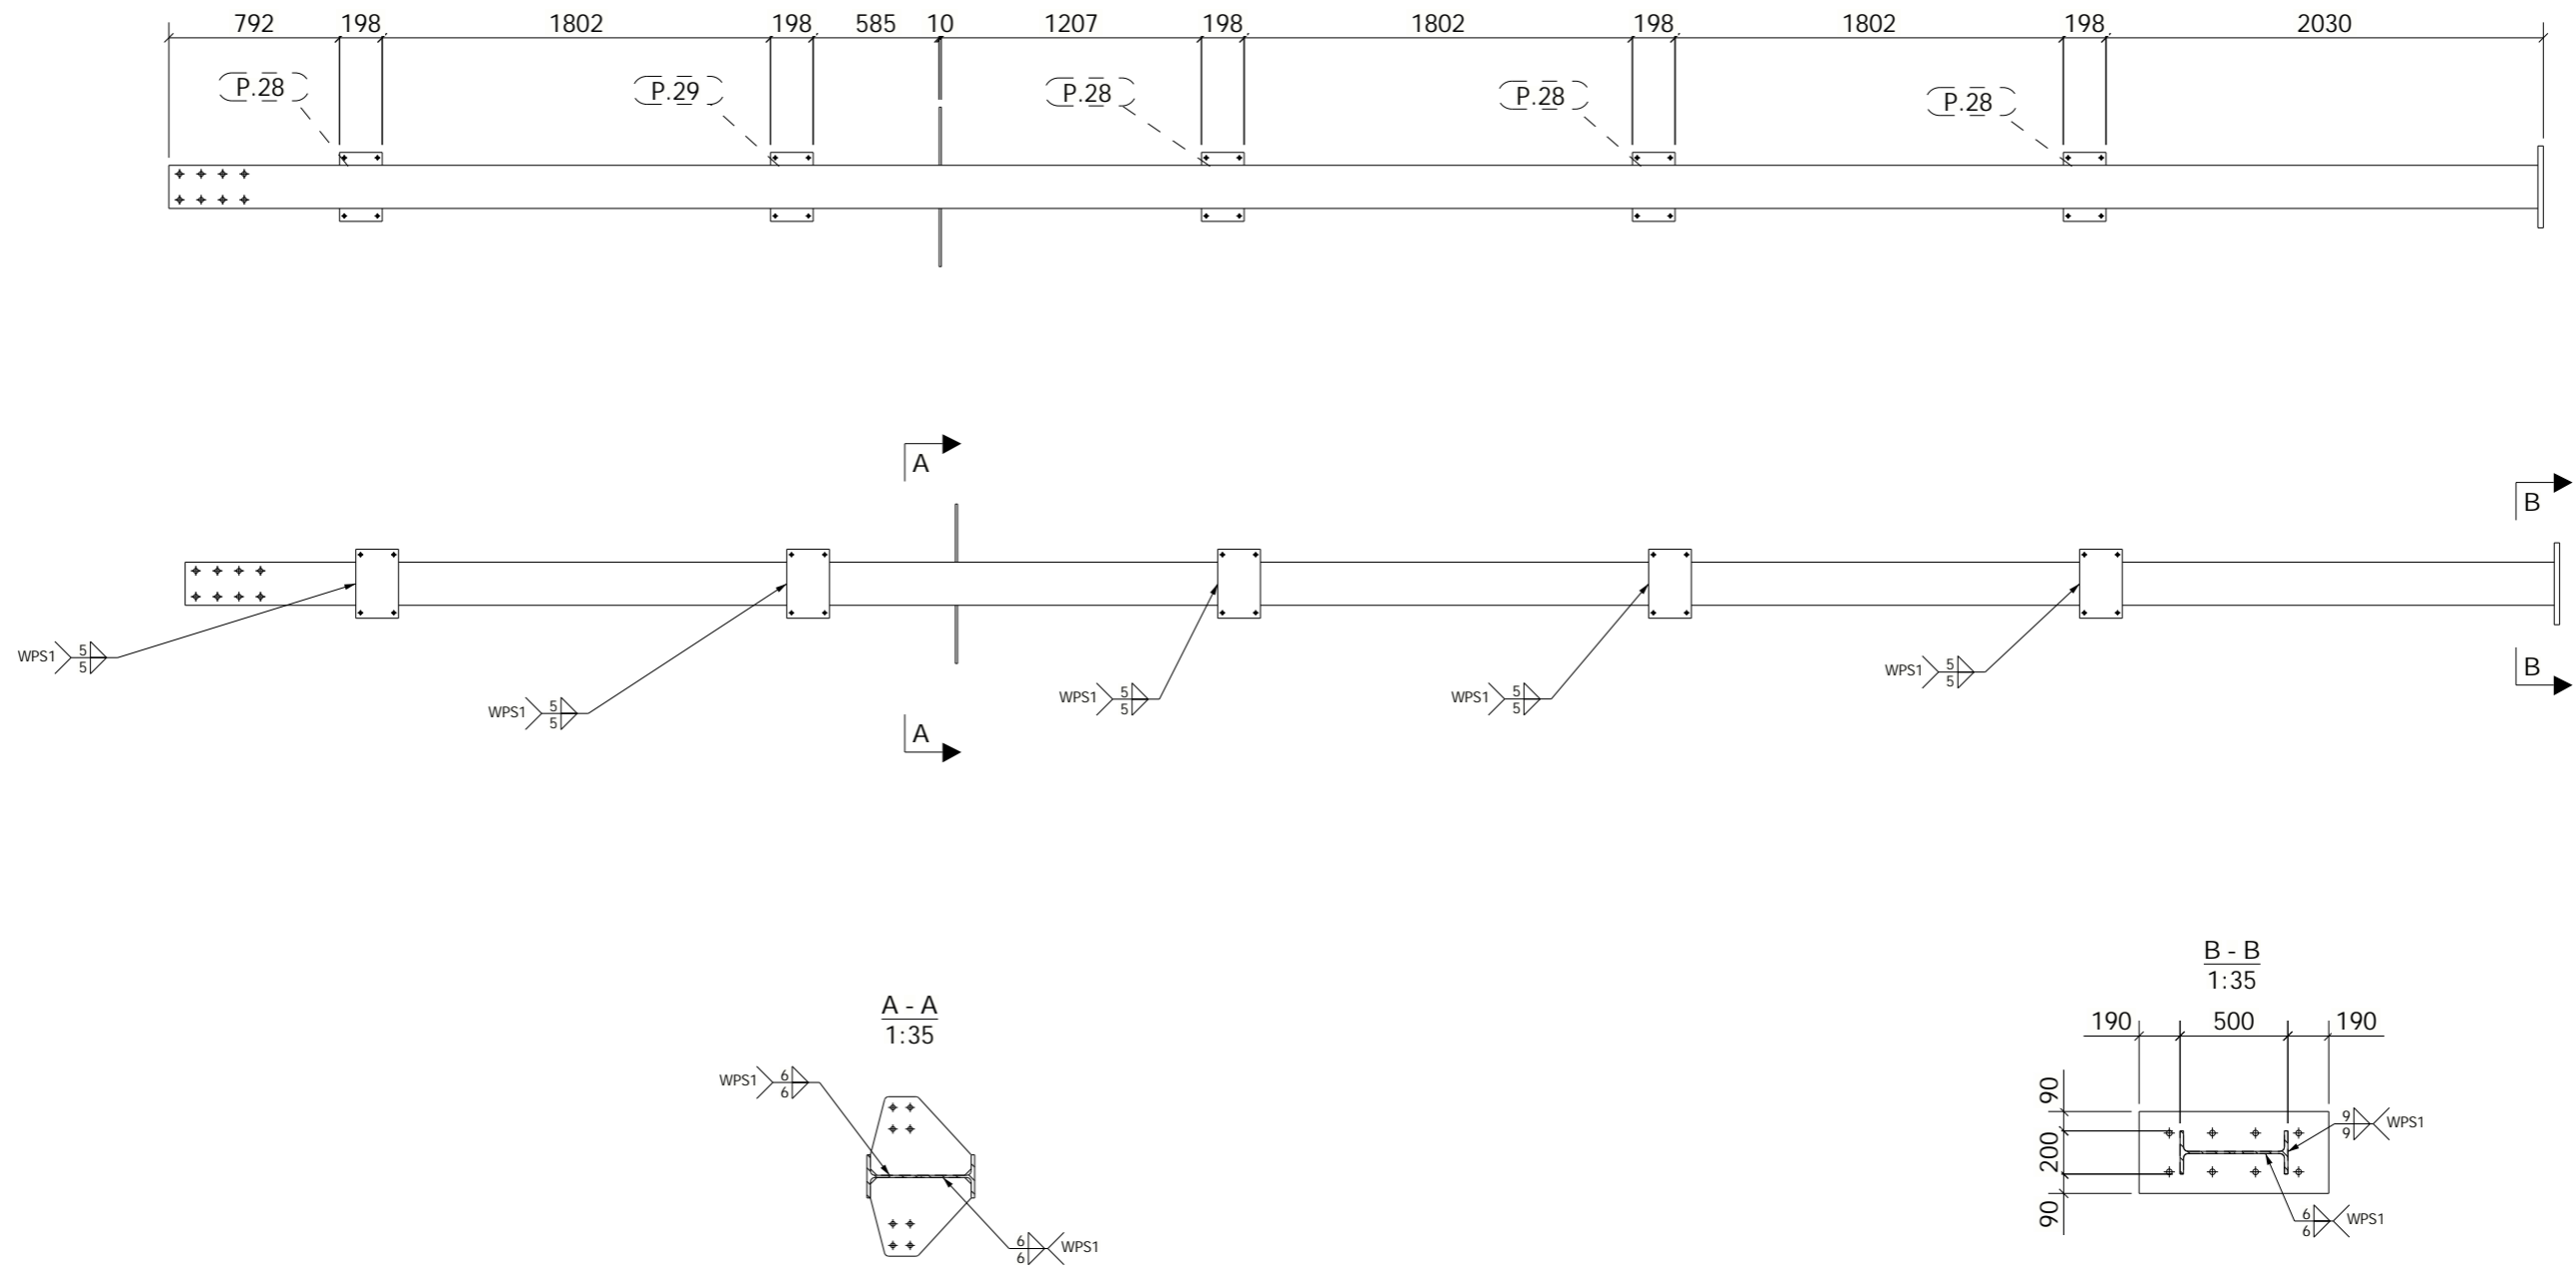 792 198 1802 198 585 10 1207 198 1802 198 1802 198 2030
P.28 P.29 P.28 P.28 P.28
A
B
WPS1 5 5
WPS1 5 5
WPS1 5 5
WPS1 5 5
WPS1 5 5
B
A
B - B
1:35
A - A
1:35
190 500 190
WPS1 6 6
90
200
90
9 9 WPS1
6 6 WPS1
6 6 WPS1